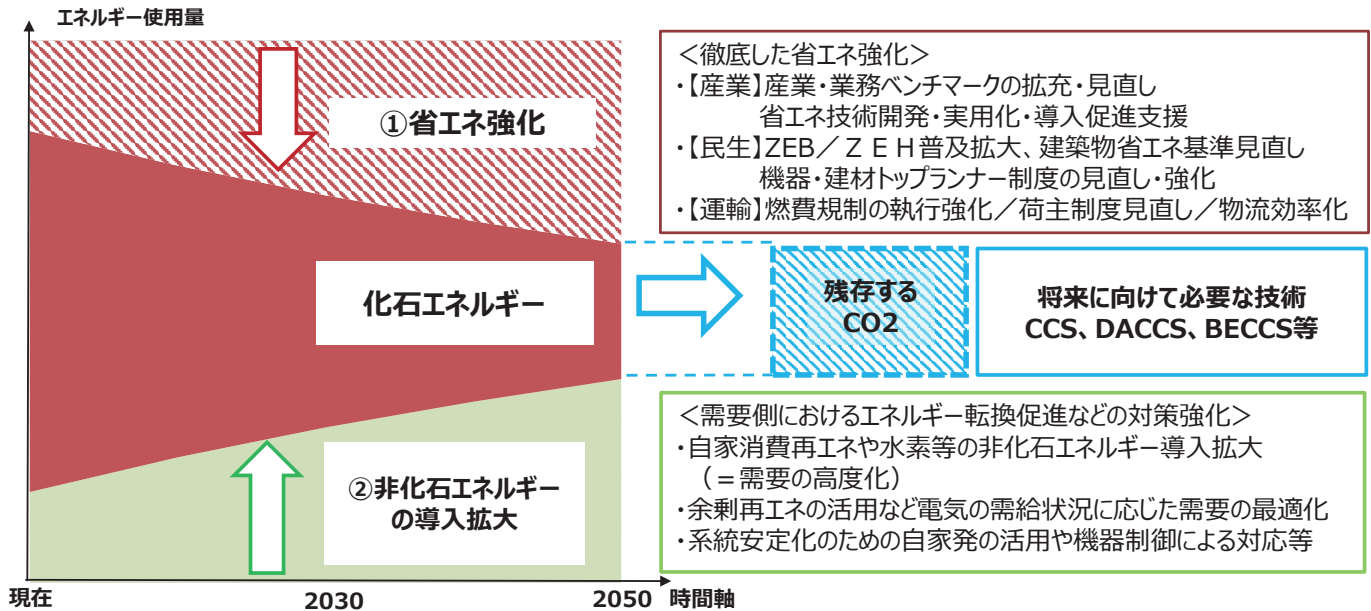 エネルギー使用量
①省エネ強化
化石エネルギー
②非化石エネルギー
の導入拡大
現在
2030
2050
時間軸
＜徹底した省エネ強化＞
・【産業】産業・業務ベンチマークの拡充・見直し
省エネ技術開発・実用化・導入促進支援
・【民生】ZEB／ＺＥＨ普及拡大、建築物省エネ基準見直し
機器・建材トップランナー制度の見直し・強化
・【運輸】燃費規制の執行強化／荷主制度見直し／物流効率化
残存する
CO2
将来に向けて必要な技術
CCS、DACCS、BECCS等
＜需要側におけるエネルギー転換促進などの対策強化＞
・自家消費再エネや水素等の非化石エネルギー導入拡大
（＝需要の高度化）
・余剰再エネの活用など電気の需給状況に応じた需要の最適化
・系統安定化のための自家発の活用や機器制御による対応等